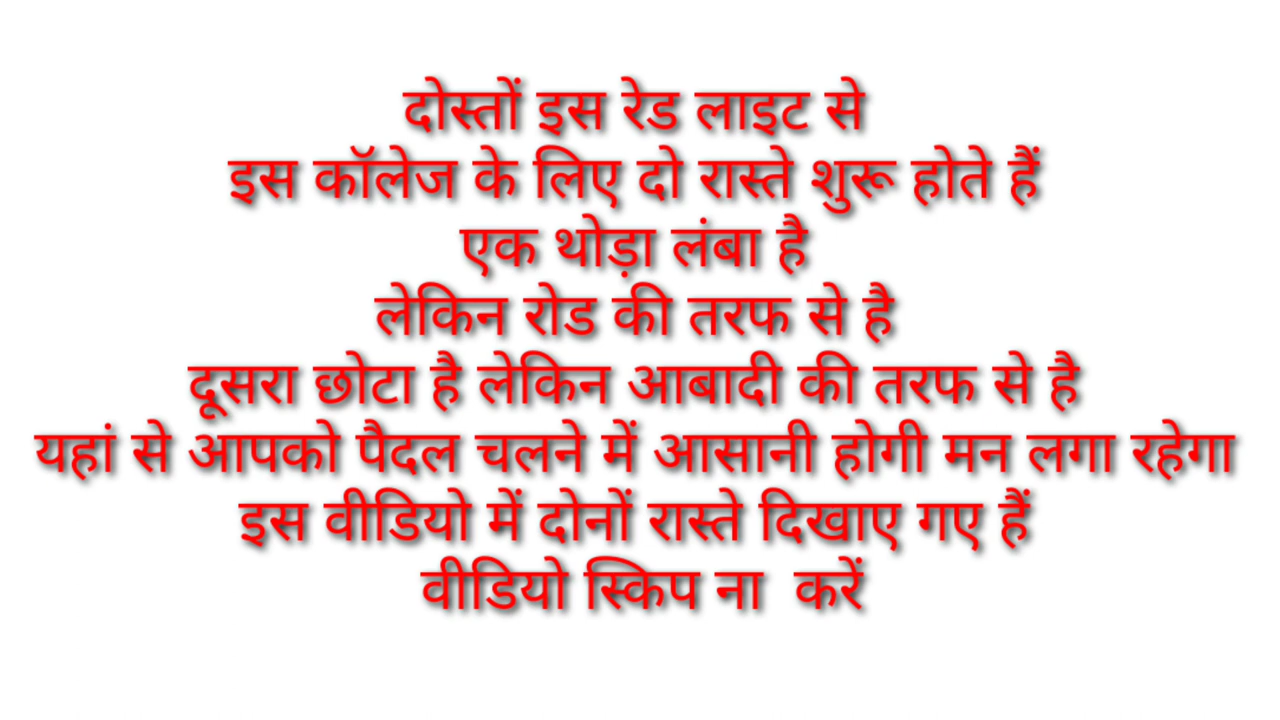 दोस्तों इस रेड लाइट से
इस कॉलेज के लिए दो रास्ते शुरू होते हैं
एक थोड़ा लंबा है
लेकिन रोड की तरफ से है
दूसरा छोटा है लेकिन आबादी की तरफ से है
यहां से आपको पैदल चलने में आसानी होगी मन लगा रहेगा
इस वीडियो में दोनों रास्ते दिखाए गए हैं
वीडियो स्किप ना  करें